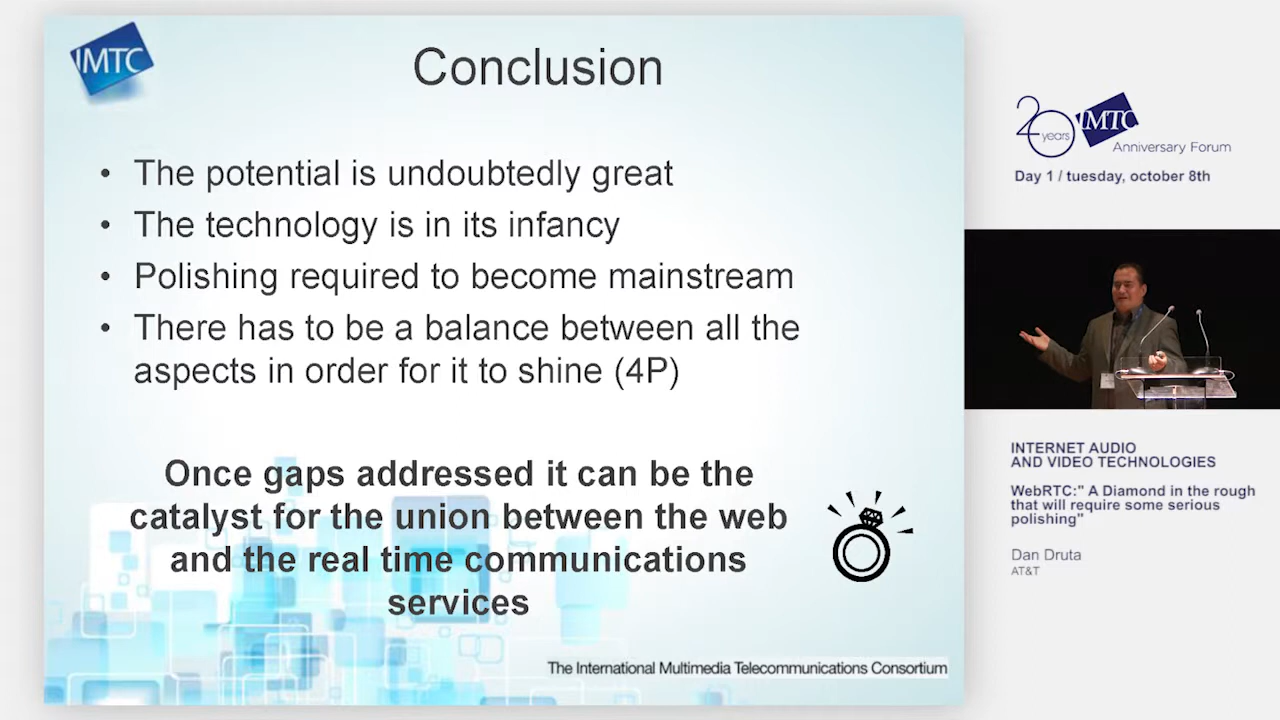 IMTC
Conclusion
• The potential is undoubtedly great
• The technology is in its infancy
• Polishing required to become mainstream
• There has to be a balance between all the
aspects in order for it to shine (4P)
Once gaps addressed it can be the
catalyst for the union between the web
and the real time communications
services
The International Multimedia Telecommunications Consortium
20 years IMTC
Anniversary Forum
Day 1 / tuesday, october 8th
INTERNET AUDIO
AND VIDEO TECHNOLOGIES
WebRTC:" A Diamond in the rough
that will require some serious
polishing"
Dan Druta
AT&T